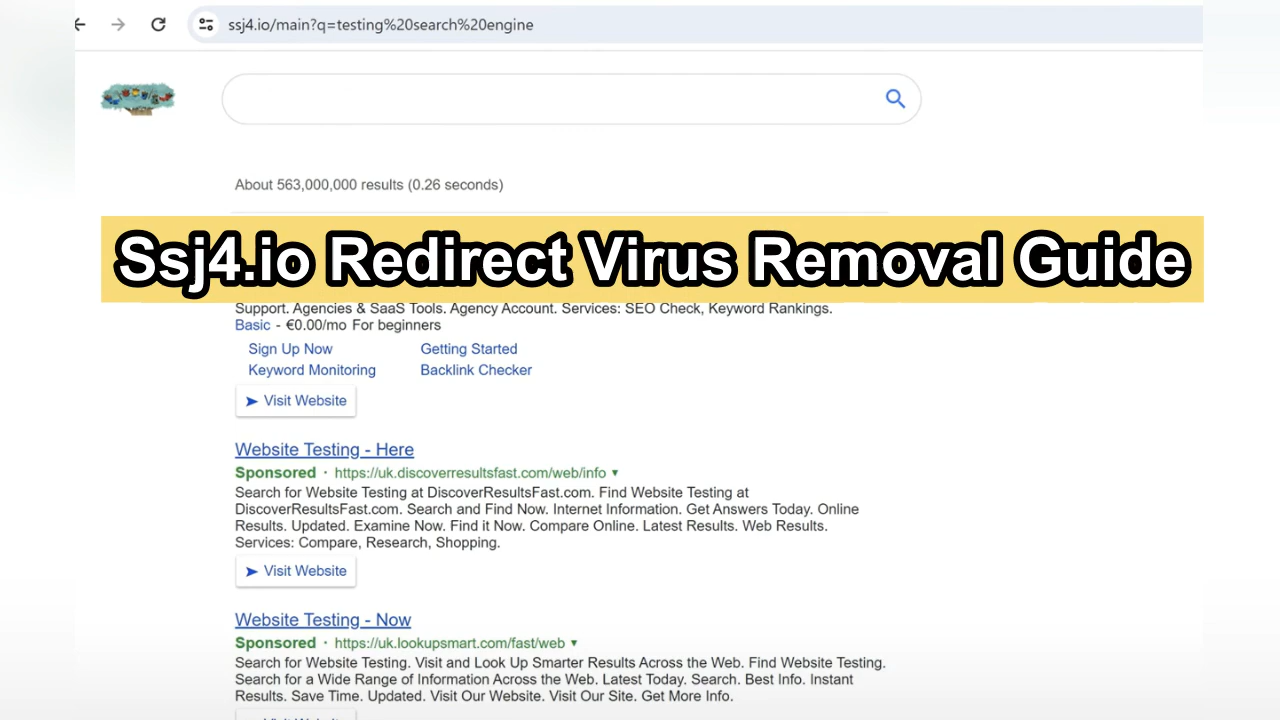 ssj4.io/main?q=testing%20search%20engine
About 563,000,000 results (0.26 seconds)
Ssj4.io Redirect Virus Removal Guide
Support. Agencies & SaaS Tools. Agency Account. Services: SEO Check, Keyword Rankings.
Basic - €0.00/mo For beginners
Sign Up Now Getting Started
Keyword Monitoring Backlink Checker
➤ Visit Website
Website Testing - Here
Sponsored · https://uk.discoverresultsfast.com/web/info ▼
Search for Website Testing at DiscoverResultsFast.com. Find Website Testing at
DiscoverResultsFast.com. Search and Find Now. Internet Information. Get Answers Today. Online
Results. Updated. Examine Now. Find it Now. Compare Online. Latest Results. Web Results.
Services: Compare, Research, Shopping.
➤ Visit Website
Website Testing - Now
Sponsored · https://uk.lookupsmart.com/fast/web ▼
Search for Website Testing. Visit and Look Up Smarter Results Across the Web. Find Website Testing.
Search for a Wide Range of Information Across the Web. Latest Today. Search. Best Info. Instant
Results. Save Time. Updated. Visit Our Website. Visit Our Site. Get More Info.